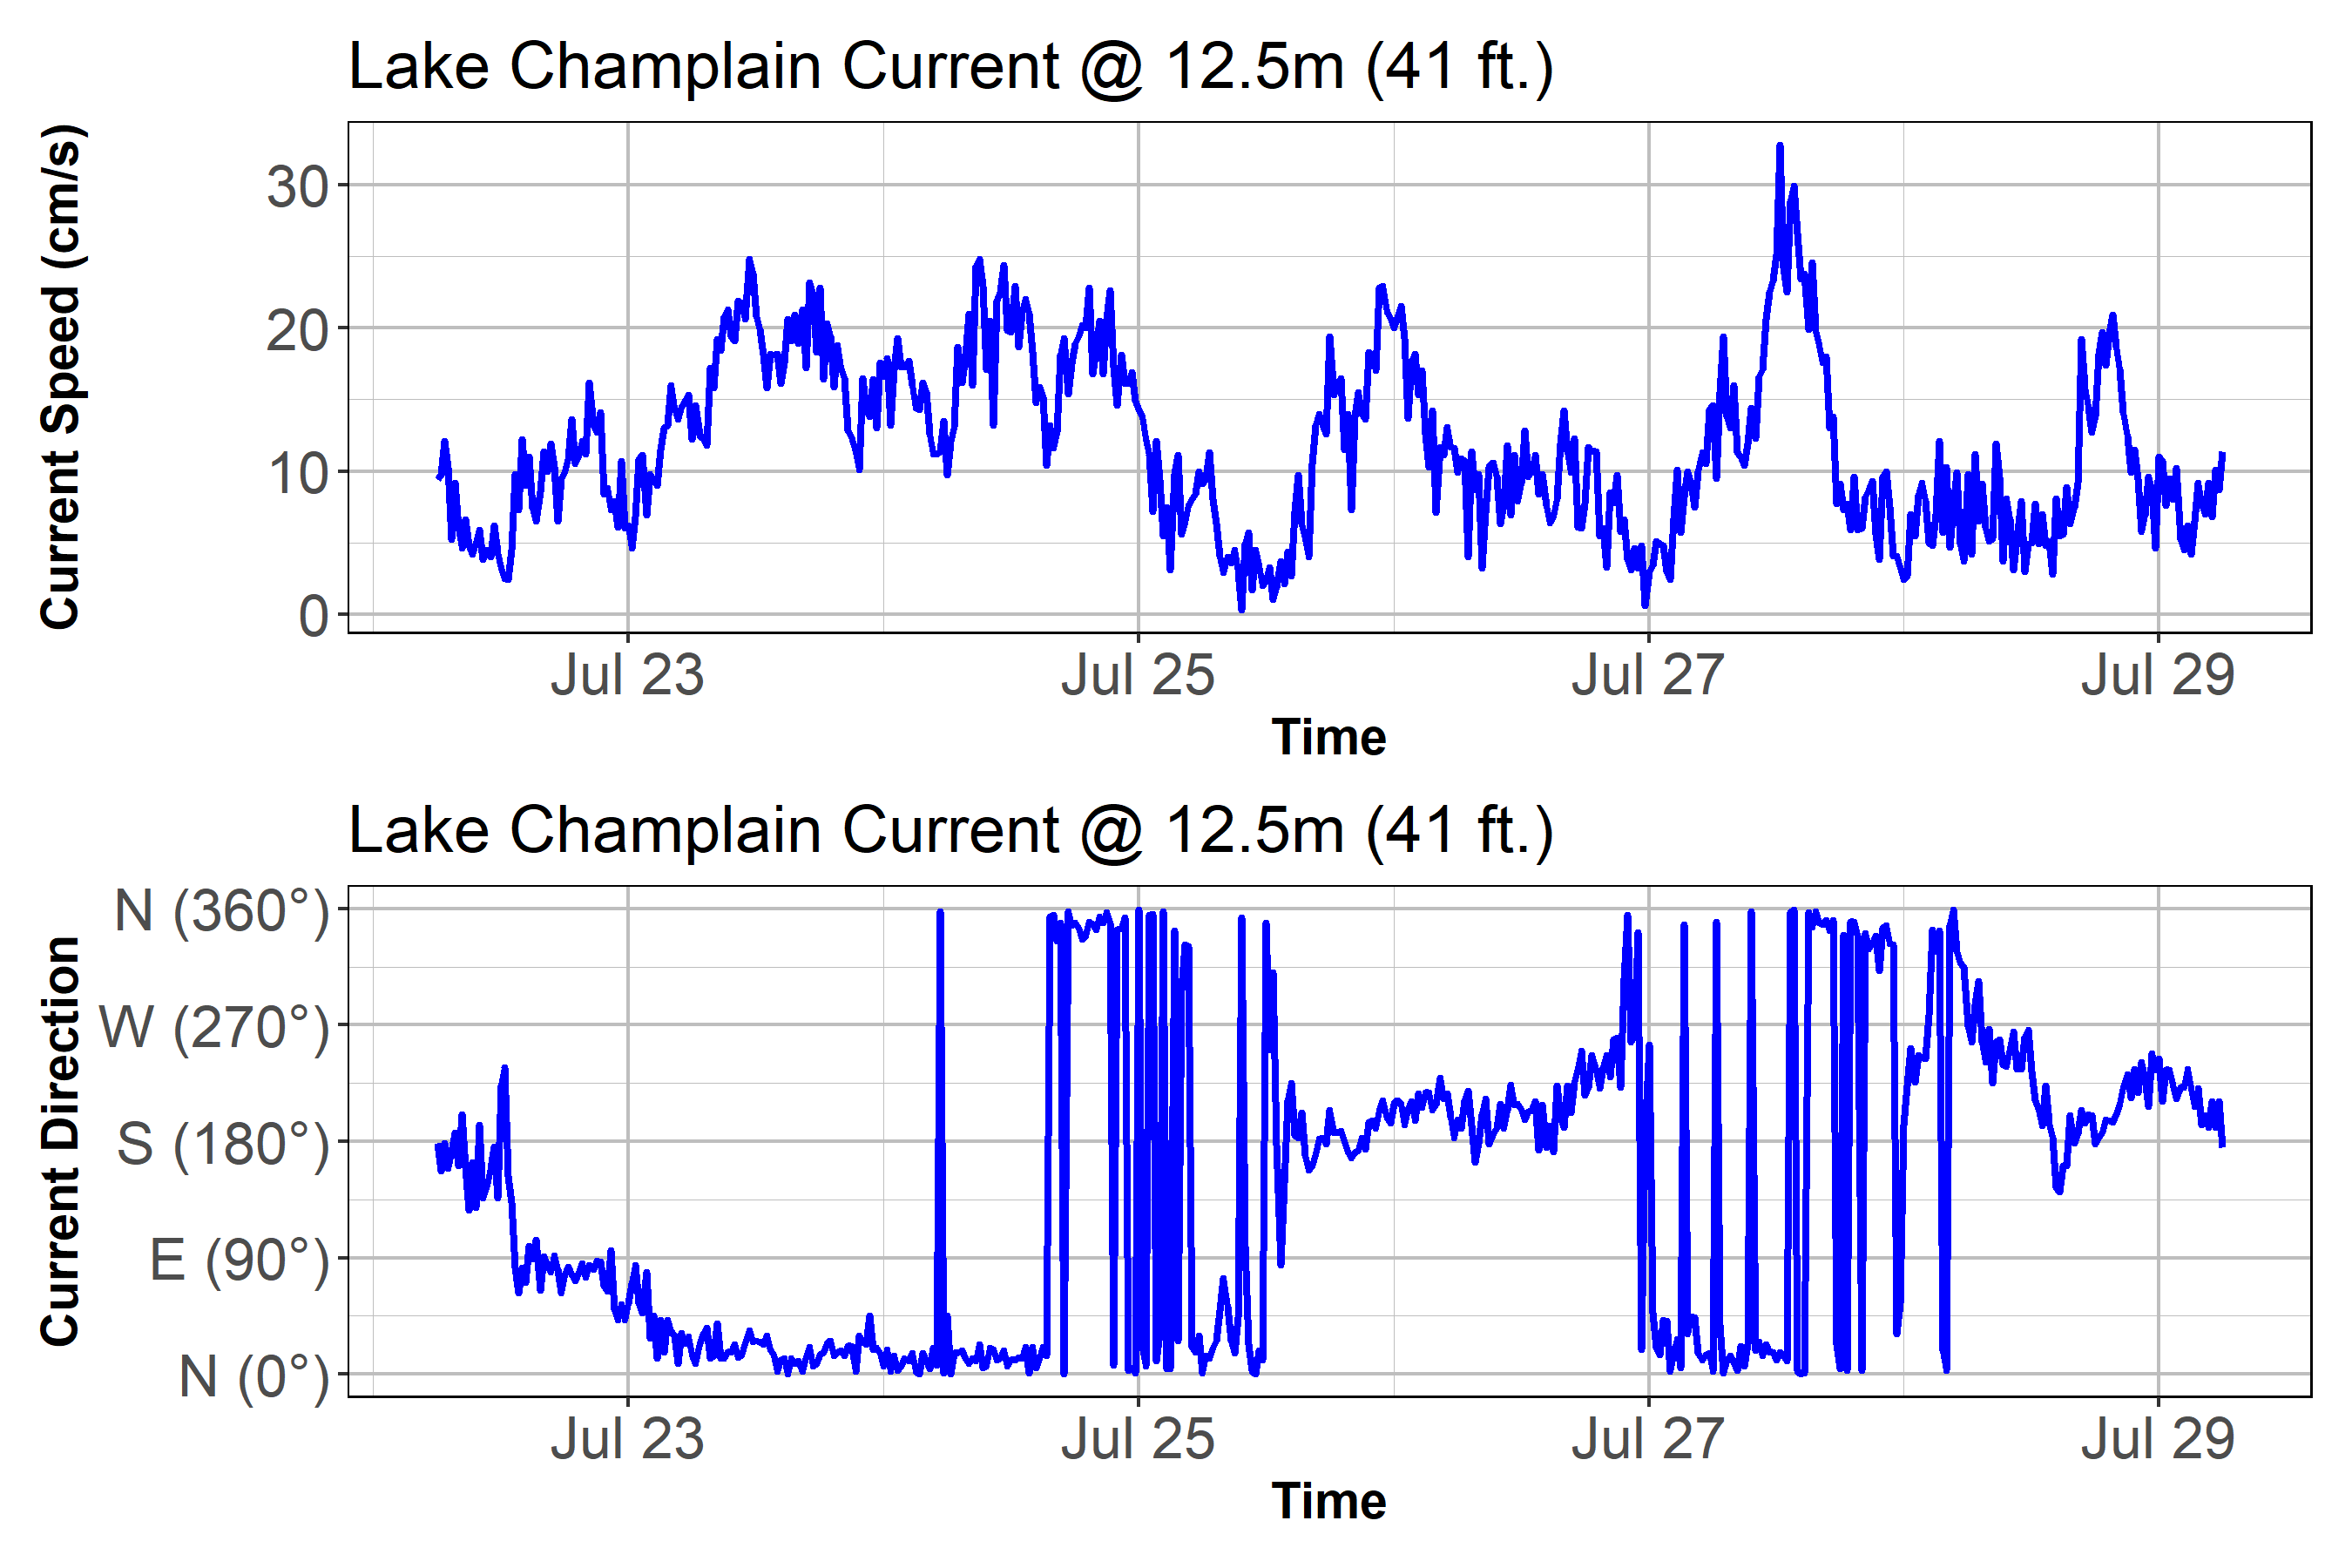 Lake Champlain Current @ 12.5m (41 ft.)
Current Speed (cm/s)
30
20
10
0
Jul 23 Jul 25 Jul 27 Jul 29
Time
Lake Champlain Current @ 12.5m (41 ft.)
Current Direction
N (360°)
W (270°)
S (180°)
E (90°)
N (0°)
Jul 23 Jul 25 Jul 27 Jul 29
Time